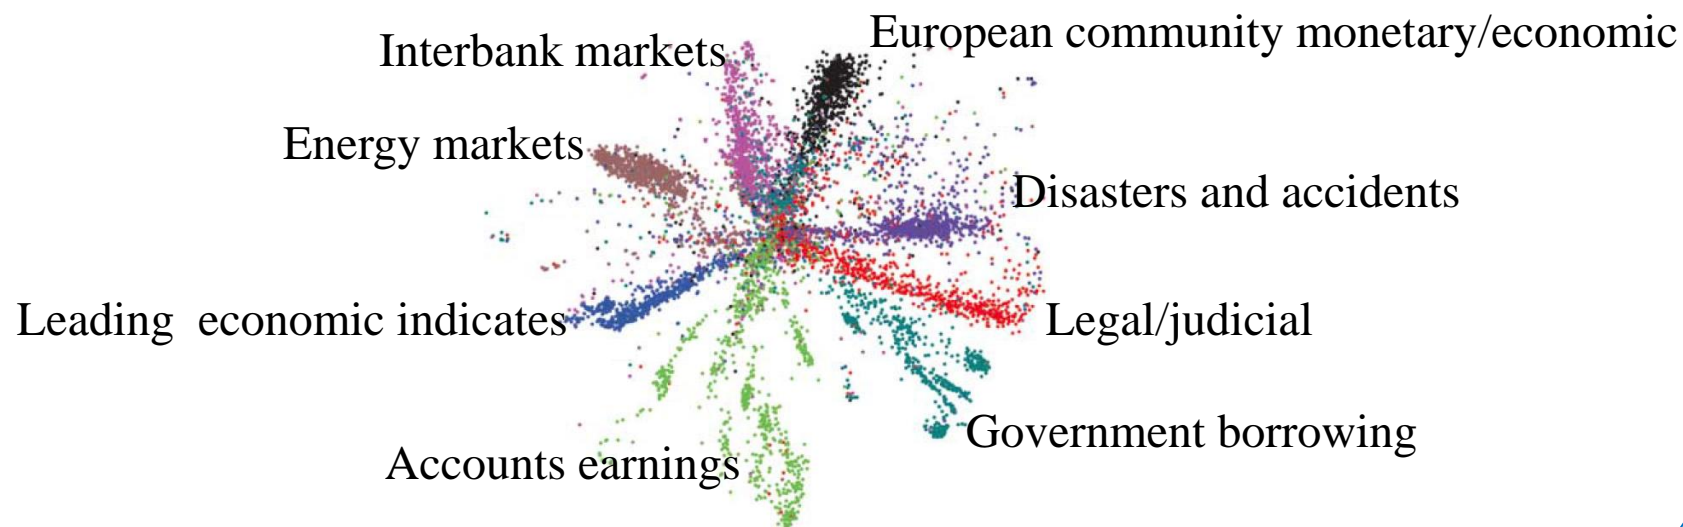 European community monetary/economic
Interbank markets
Energy markets
Disasters and accidents
Leading  economic indicates
Legal/judicial
Government borrowing
Accounts earnings